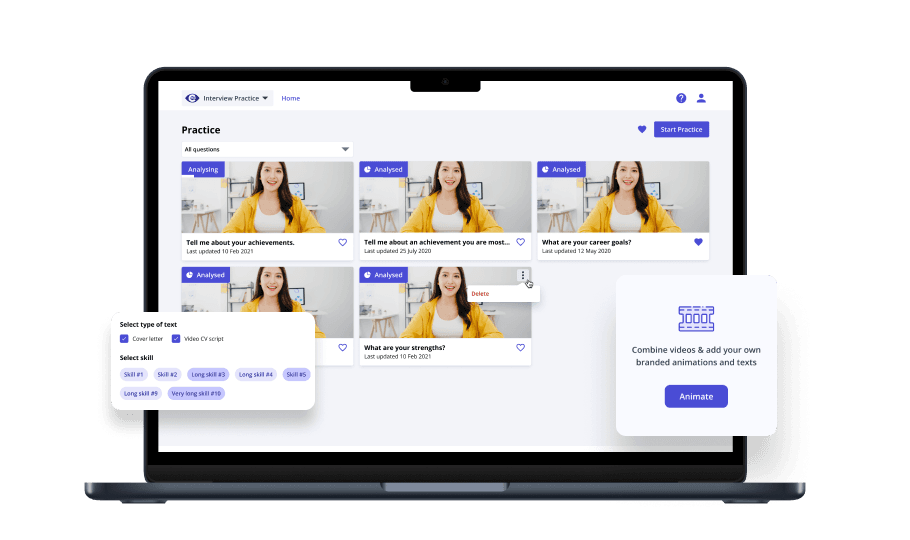 Interview Practice
Home
Practice
Start Practice
All questions
Analysing
Analysed
Analysed
Tell me about your achievements.
Last updated 10 Feb 2021
Tell me about an achievement you are most...
Last updated 25 July 2020
What are your career goals?
Last updated 12 May 2020
Analysed
Analysed
Delete
What are your strengths?
Last updated 10 Feb 2021
Select type of text
Cover letter
Video CV script
Select skill
Skill #1
Skill #2
Long skill #3
Long skill #4
Skill #5
Long skill #9
Very long skill #10
Combine videos & add your own
branded animations and texts
Animate